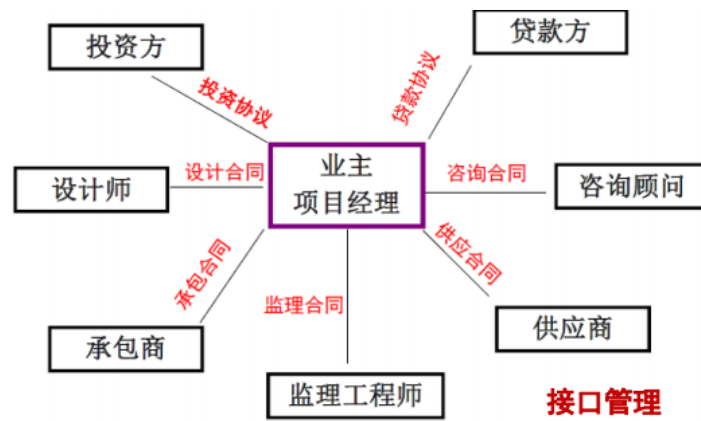 投资方
贷款方
投资协议
贷款协议
业主
项目经理
设计师
设计合同
咨询合同
咨询顾问
承包合同
监理合同
供应合同
承包商
供应商
监理工程师
接口管理